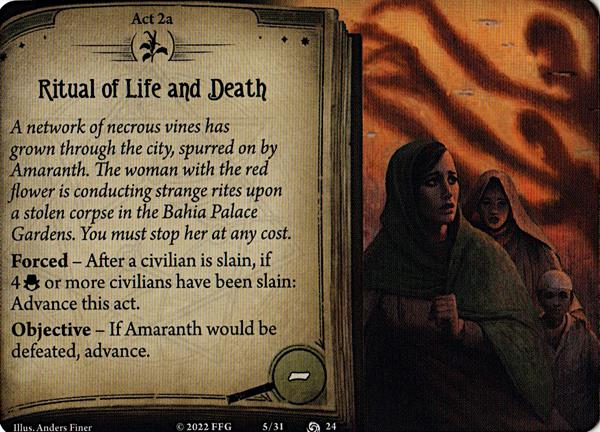 Act 2a
Ritual of Life and Death
A network of necrous vines has
grown through the city, spurred on by
Amaranth. The woman with the red
flower is conducting strange rites upon
a stolen corpse in the Bahia Palace
Gardens. You must stop her at any cost.
Forced – After a civilian is slain, if
4 or more civilians have been slain:
Advance this act.
Objective – If Amaranth would be
defeated, advance.
–
Illus. Anders Finer © 2022 FFG 5/31 24